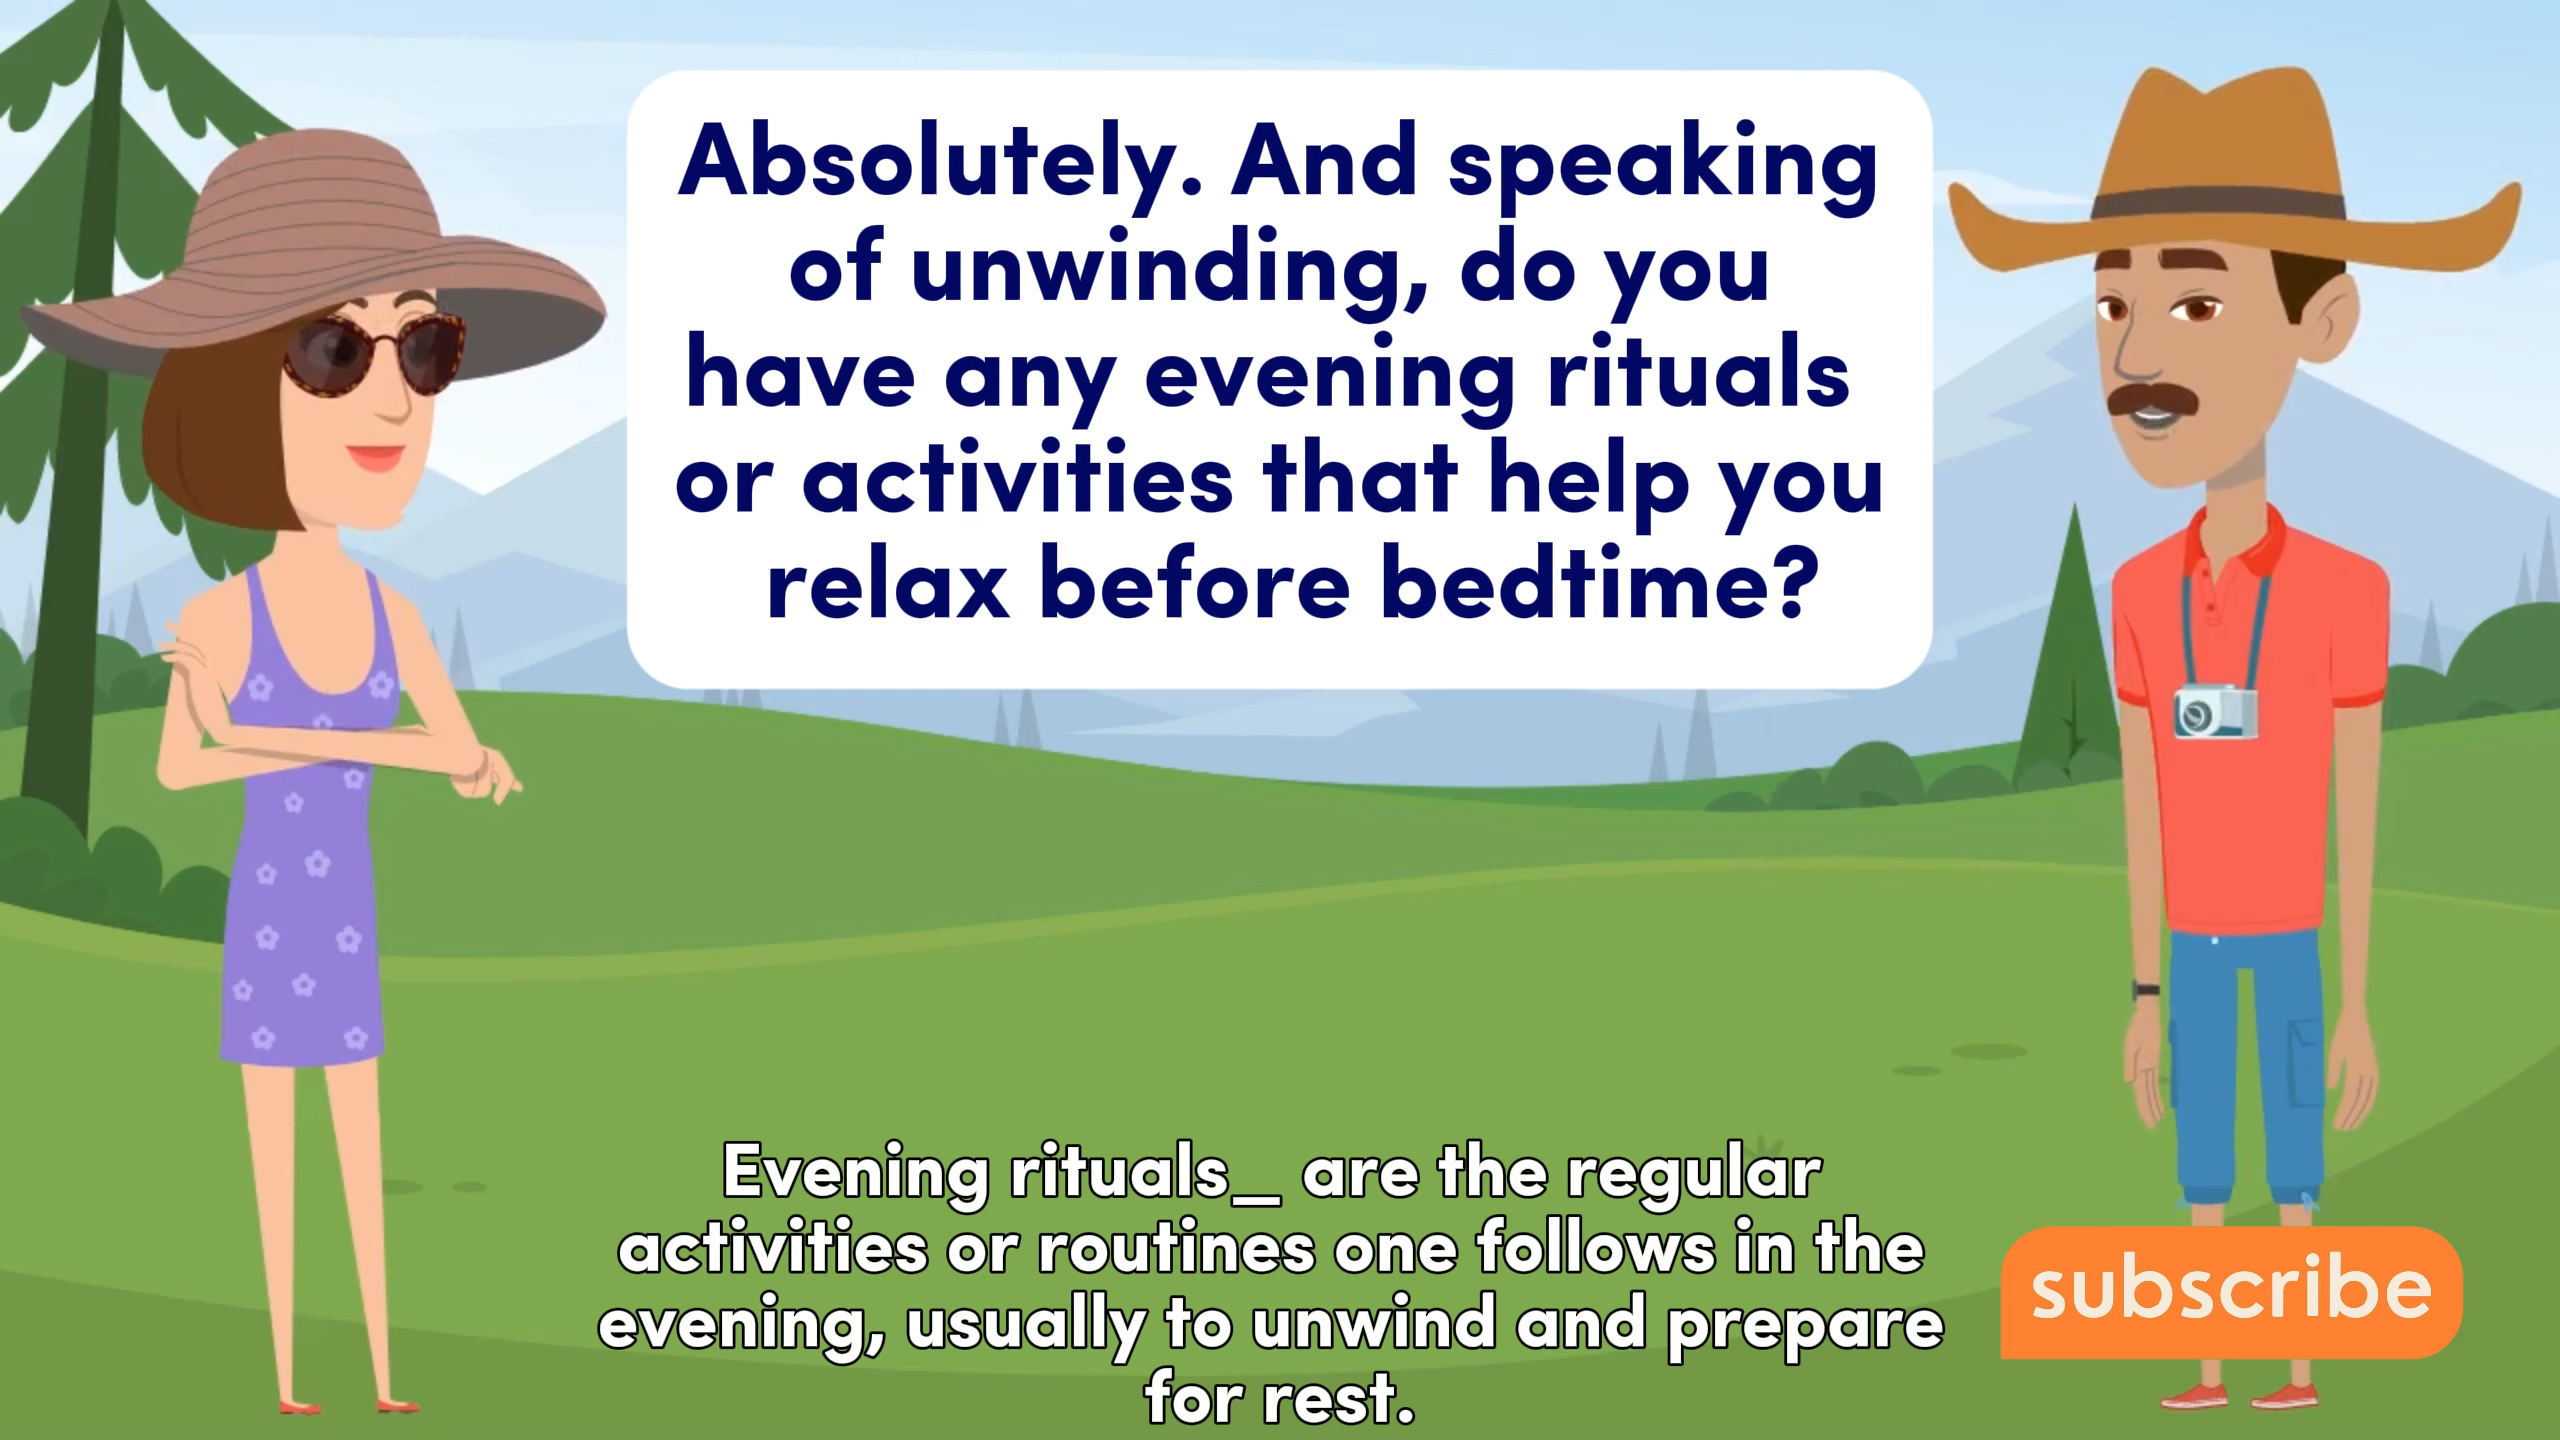 Absolutely. And speaking
of unwinding, do you
have any evening rituals
or activities that help you
relax before bedtime?
Evening rituals_ are the regular
activities or routines one follows in the
evening, usually to unwind and prepare
for rest.
subscribe